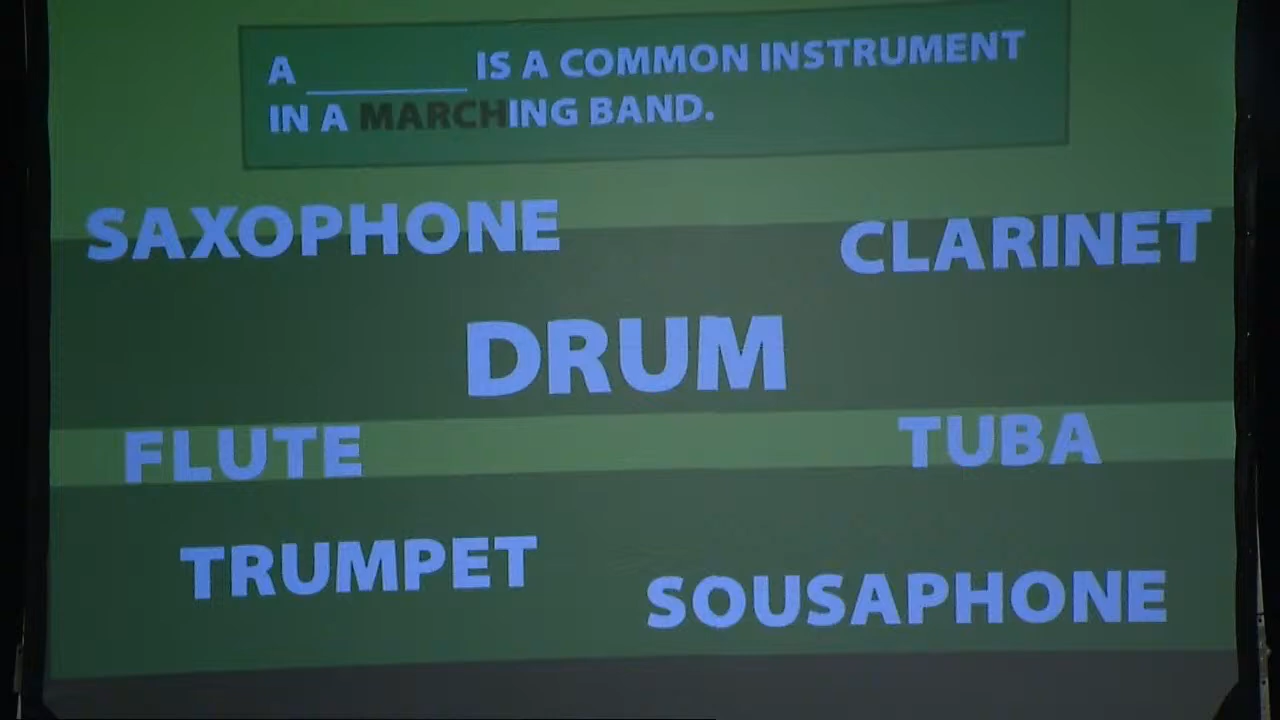 A ________ IS A COMMON INSTRUMENT
IN A MARCHING BAND.
SAXOPHONE
CLARINET
DRUM
FLUTE
TUBA
TRUMPET
SOUSAPHONE